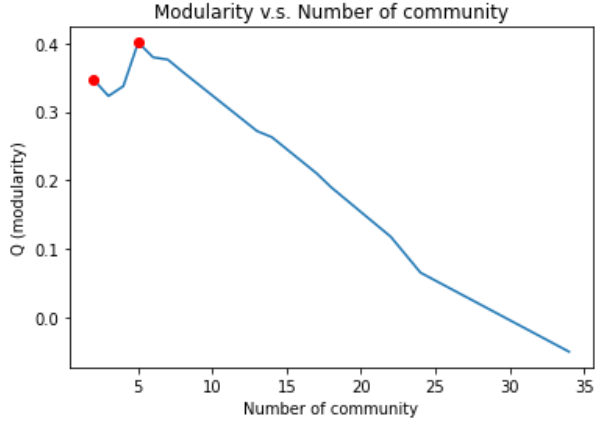 Modularity v.s. Number of community
0.4
0.3
0.2
0.1
0.0
Q (modularity)
5 10 15 20 25 30 35
Number of community